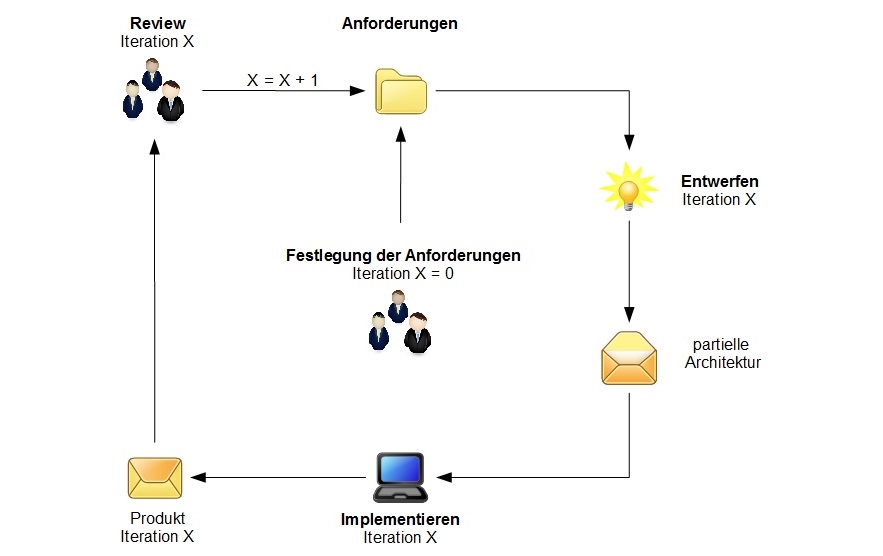 Review
Iteration X
Anforderungen
X = X + 1
Entwerfen
Iteration X
Festlegung der Anforderungen
Iteration X = 0
partielle
Architektur
Produkt
Iteration X
Implementieren
Iteration X